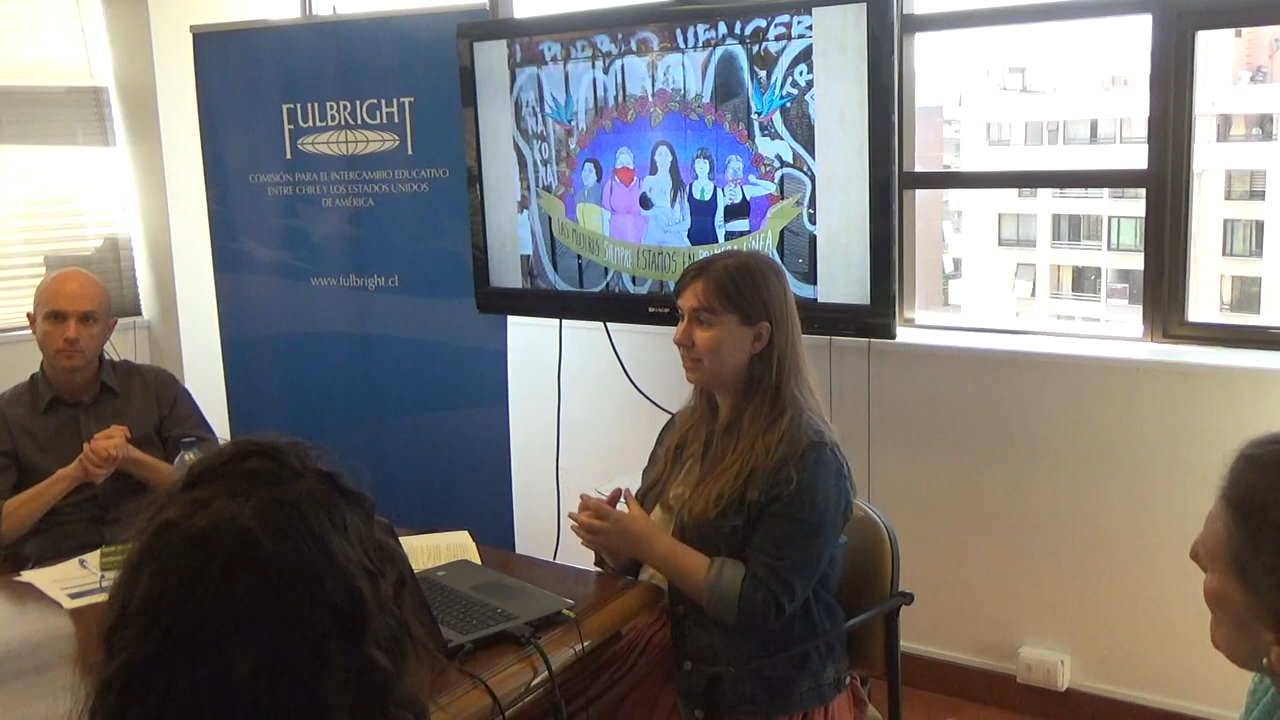 FULBRIGHT
COMISIÓN PARA EL INTERCAMBIO EDUCATIVO
ENTRE CHILE Y LOS ESTADOS UNIDOS
DE AMÉRICA
www.fulbright.cl
VENCER
LAS MUJERES SIEMPRE ESTAMOS EN PRIMERA LÍNEA
SHARP